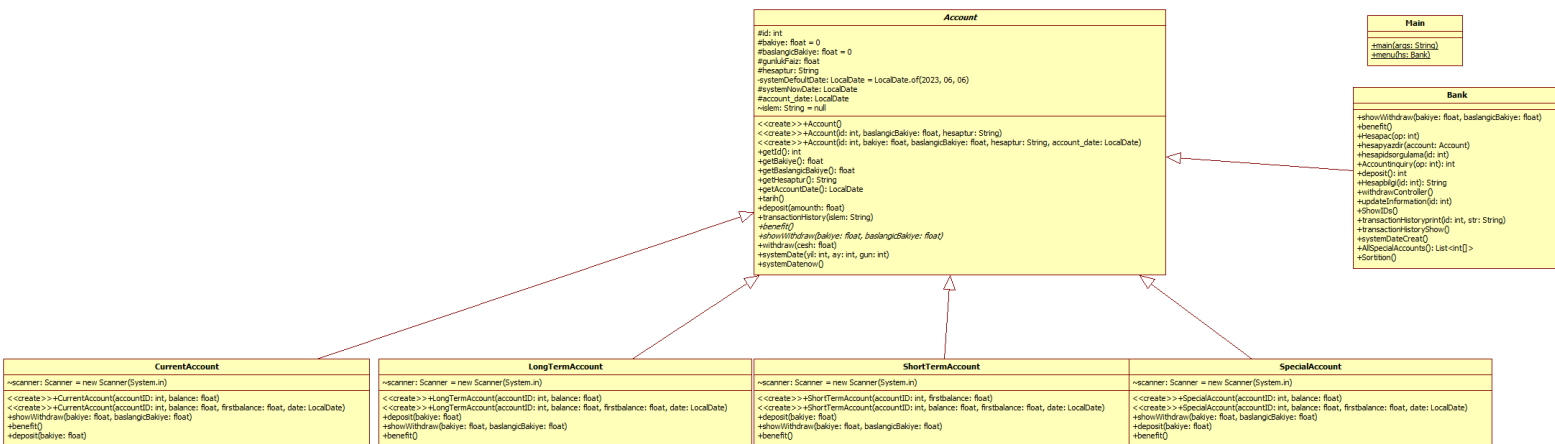 Account
#id: int
#bakiye: float = 0
#baslangicBakiye: float = 0
#gunlukFaiz: float
#hesaptur: String
-systemDefoultDate: LocalDate = LocalDate.of(2023, 06, 06)
#systemNowDate: LocalDate
#account_date: LocalDate
~islem: String = null
<<create>>+Account()
<<create>>+Account(id: int, baslangicBakiye: float, hesaptur: String)
<<create>>+Account(id: int, bakiye: float, baslangicBakiye: float, hesaptur: String, account_date: LocalDate)
+getId(): int
+getBakiye(): float
+getBaslangicBakiye(): float
+getHesaptur(): String
+getAccountDate(): LocalDate
+tarih()
+deposit(amounth: float)
+transactionHistory(islem: String)
+benefit()
+showWithdraw(bakiye: float, baslangicBakiye: float)
+withdraw(cesh: float)
+systemDate(yil: int, ay: int, gun: int)
+systemDatenow()
Main
+main(args: String)
+menu(hs: Bank)
Bank
+showWithdraw(bakiye: float, baslangicBakiye: float)
+benefit()
+Hesapac(op: int)
+hesapyazdir(account: Account)
+hesapidsorgulama(id: int)
+Accountinquiry(op: int): int
+deposit(): int
+Hesapbilgi(id: int): String
+withdrawController()
+updateInformation(id: int)
+ShowIDs()
+transactionHistoryprint(id: int, str: String)
+transactionHistoryShow()
+systemDateCreat()
+AllSpecialAccounts(): List<int[]>
+Sortition()
CurrentAccount
~scanner: Scanner = new Scanner(System.in)
<<create>>+CurrentAccount(accountID: int, balance: float)
<<create>>+CurrentAccount(accountID: int, balance: float, firstbalance: float, date: LocalDate)
+showWithdraw(bakiye: float, baslangicBakiye: float)
+benefit()
+deposit(bakiye: float)
LongTermAccount
~scanner: Scanner = new Scanner(System.in)
<<create>>+LongTermAccount(accountID: int, balance: float)
<<create>>+LongTermAccount(accountID: int, balance: float, firstbalance: float, date: LocalDate)
+deposit(bakiye: float)
+showWithdraw(bakiye: float, baslangicBakiye: float)
+benefit()
ShortTermAccount
~scanner: Scanner = new Scanner(System.in)
<<create>>+ShortTermAccount(accountID: int, firstbalance: float)
<<create>>+ShortTermAccount(accountID: int, balance: float, firstbalance: float, date: LocalDate)
+deposit(bakiye: float)
+showWithdraw(bakiye: float, baslangicBakiye: float)
+benefit()
SpecialAccount
~scanner: Scanner = new Scanner(System.in)
<<create>>+SpecialAccount(accountID: int, balance: float)
<<create>>+SpecialAccount(accountID: int, balance: float, firstbalance: float, date: LocalDate)
+showWithdraw(bakiye: float, baslangicBakiye: float)
+deposit(bakiye: float)
+benefit()